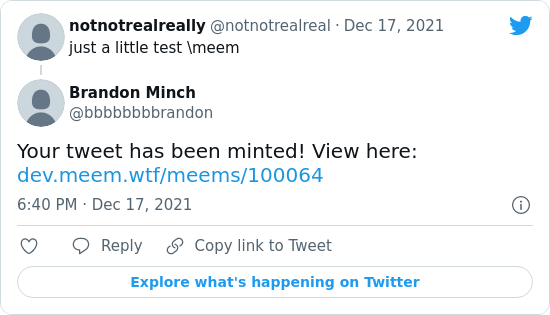 notnotrealreally @notnotrealreal · Dec 17, 2021
just a little test \meem
Brandon Minch
@bbbbbbbbrandon
Your tweet has been minted! View here:
dev.meem.wtf/meems/100064
6:40 PM · Dec 17, 2021
Reply
Copy link to Tweet
Explore what's happening on Twitter